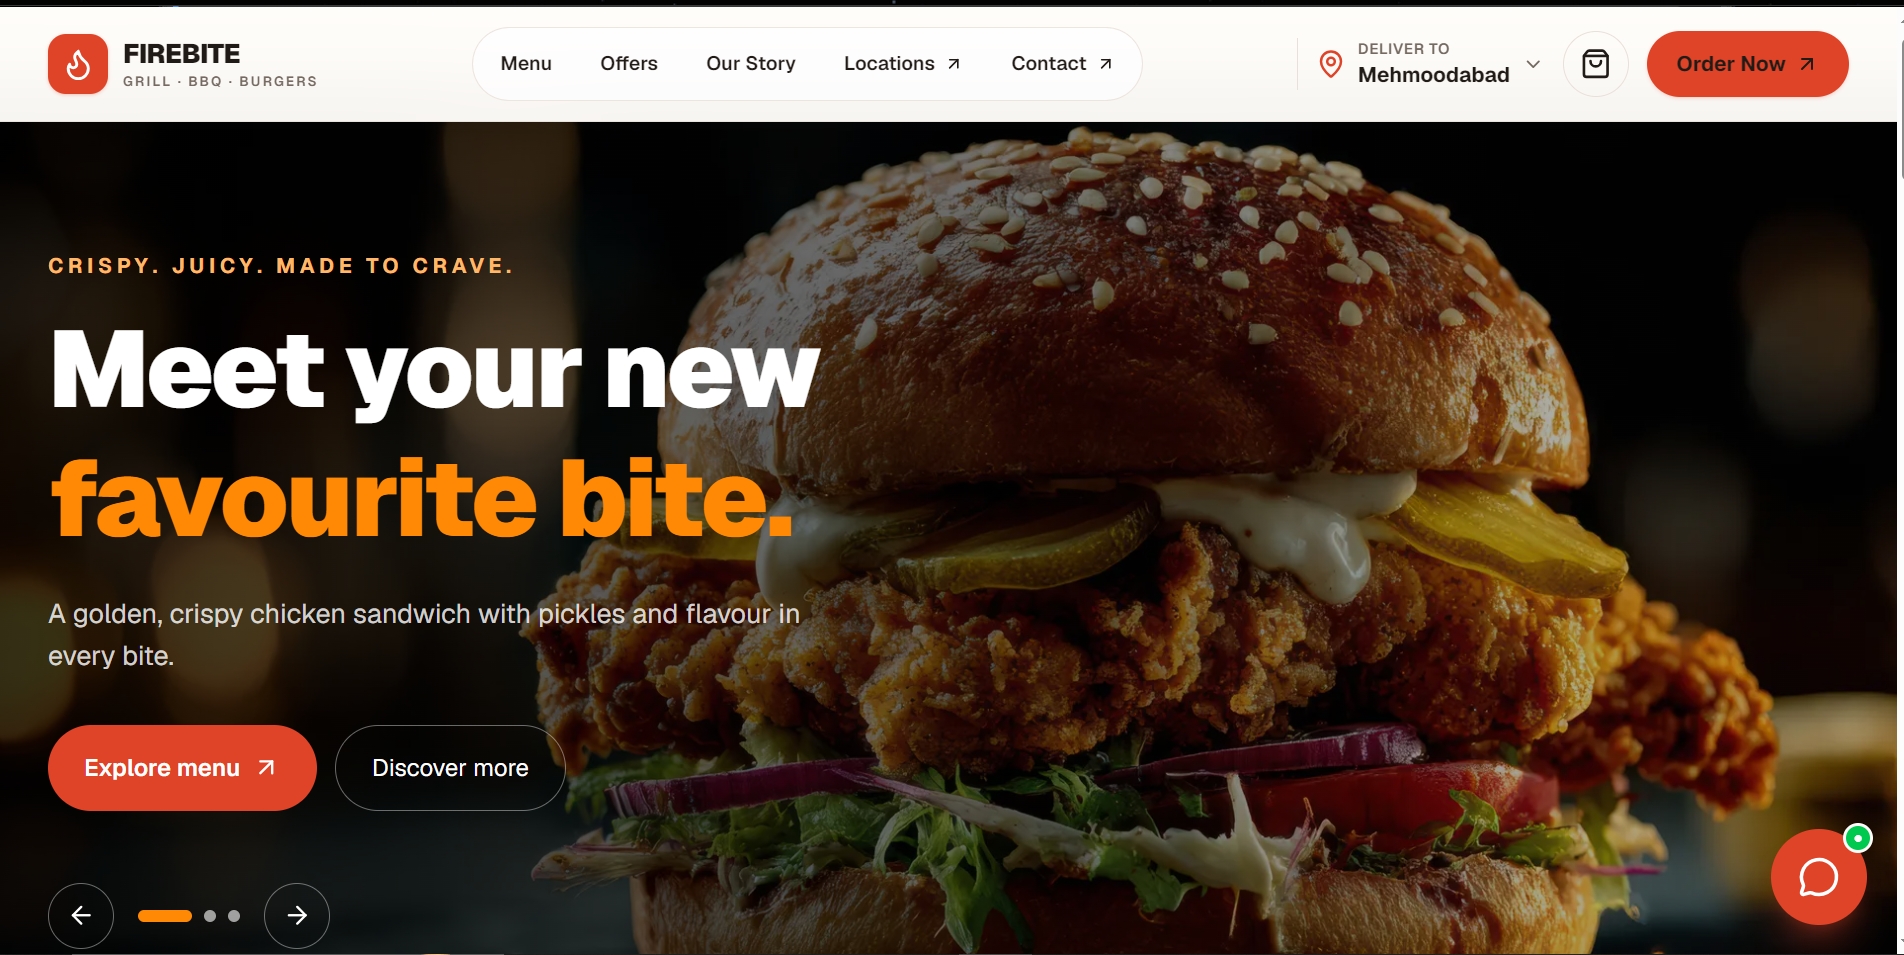 FIREBITE
GRILL · BBQ · BURGERS
Menu
Offers
Our Story
Locations
Contact
DELIVER TO
Mehmoodabad
Order Now
CRISPY. JUICY. MADE TO CRAVE.
Meet your new
favourite bite.
A golden, crispy chicken sandwich with pickles and flavour in
every bite.
Explore menu
Discover more